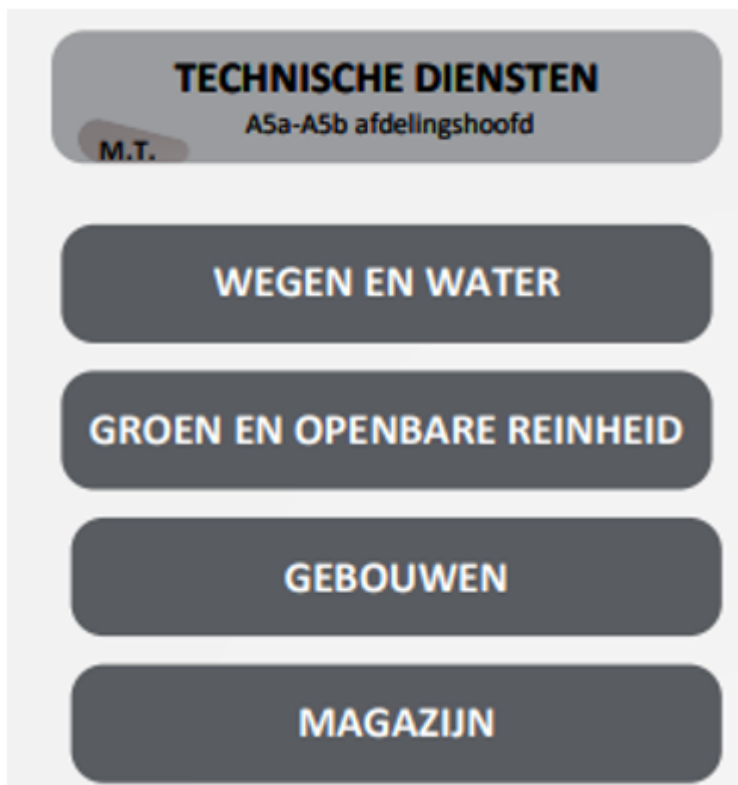 TECHNISCHE DIENSTEN
A5a-A5b afdelingshoofd
M.T.
WEGEN EN WATER
GROEN EN OPENBARE REINHEID
GEBOUWEN
MAGAZIJN